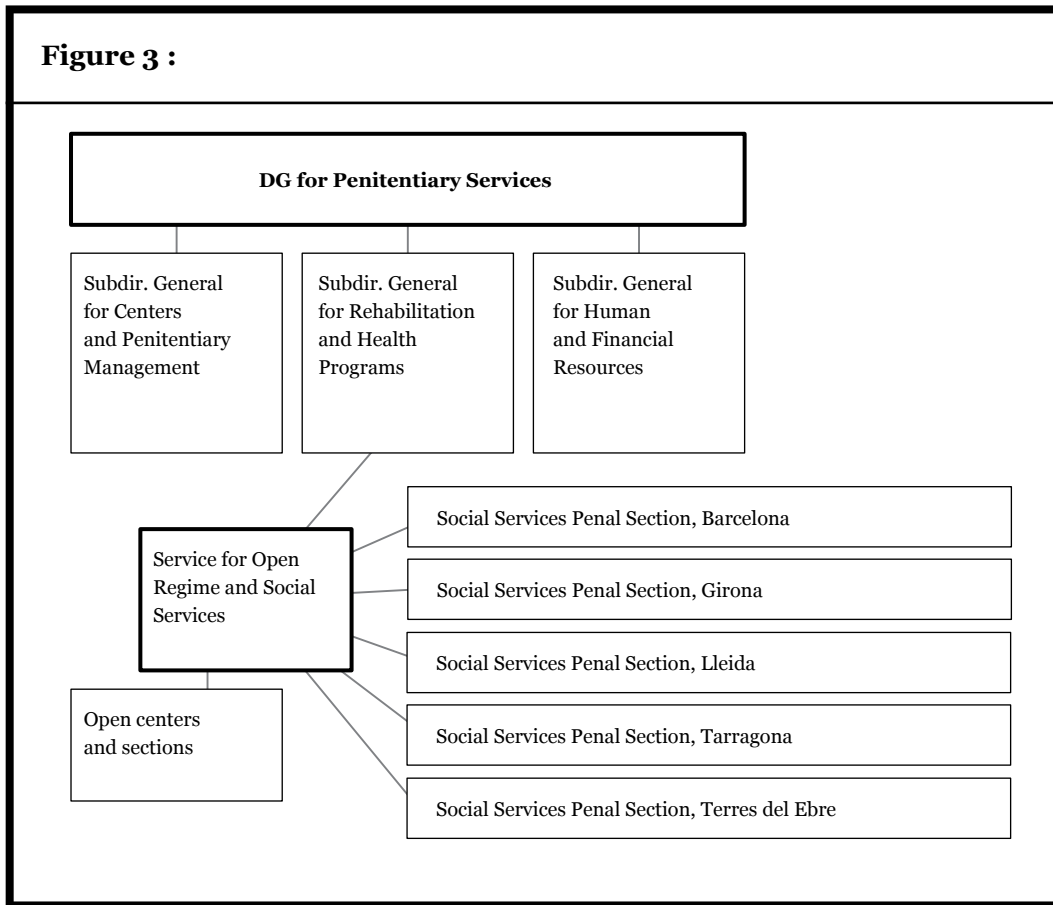 Figure 3 :
DG for Penitentiary Services
Subdir. General
for Centers
and Penitentiary
Management
Subdir. General
for Rehabilitation
and Health
Programs
Subdir. General
for Human
and Financial
Resources
Service for Open
Regime and Social
Services
Social Services Penal Section, Barcelona
Social Services Penal Section, Girona
Social Services Penal Section, Lleida
Social Services Penal Section, Tarragona
Social Services Penal Section, Terres del Ebre
Open centers
and sections